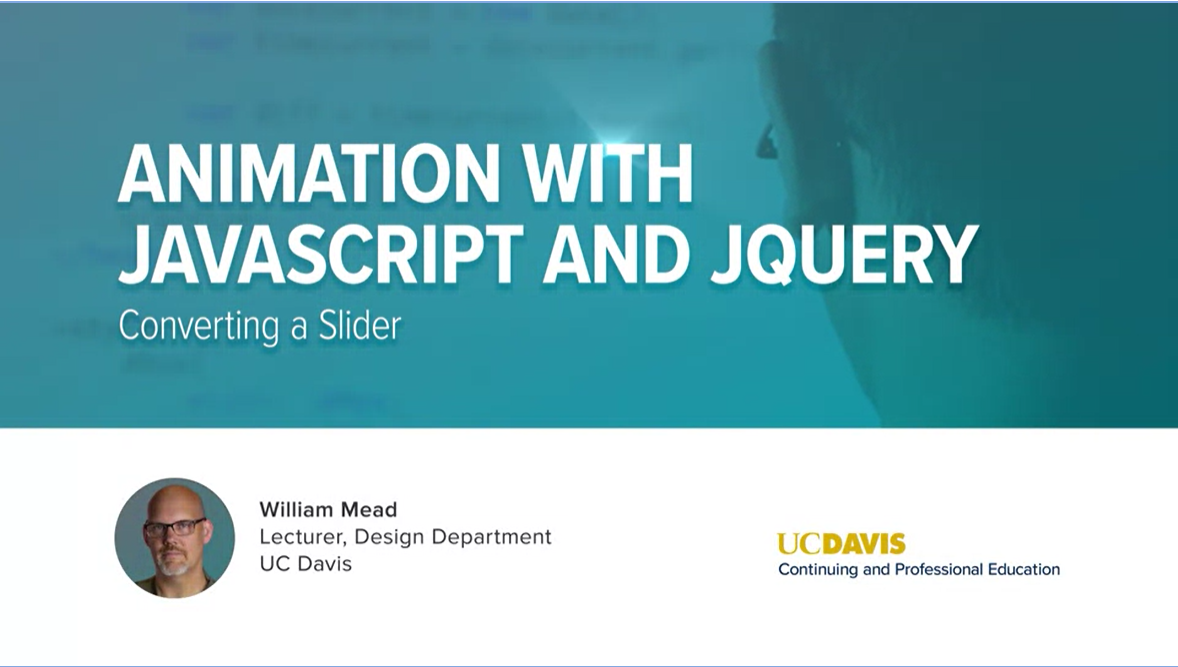 ANIMATION WITH
JAVASCRIPT AND JQUERY
Converting a Slider
William Mead
Lecturer, Design Department
UC Davis
UCDAVIS
Continuing and Professional Education